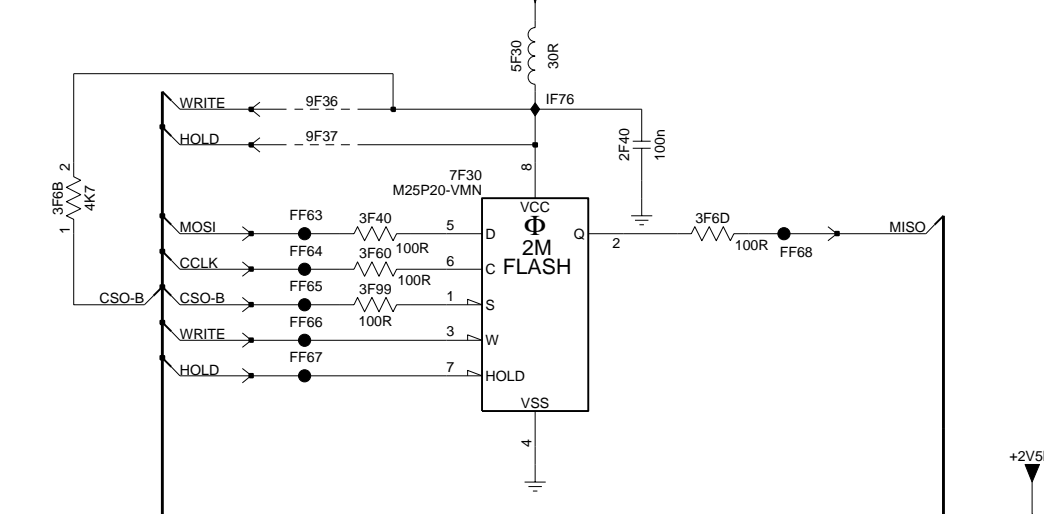 5F30
30R
IF76
WRITE
9F36
HOLD
9F37
2F40
100n
8
7F30
M25P20-VMN
2
3F6B
4K7
1
VCC
Φ
2M
FLASH
MOSI
FF63
3F40
100R
5
D
Q
2
3F6D
100R
FF68
MISO
CCLK
FF64
3F60
100R
6
C
CSO-B
CSO-B
FF65
3F99
100R
1
S
WRITE
FF66
3
W
HOLD
FF67
7
HOLD
VSS
4